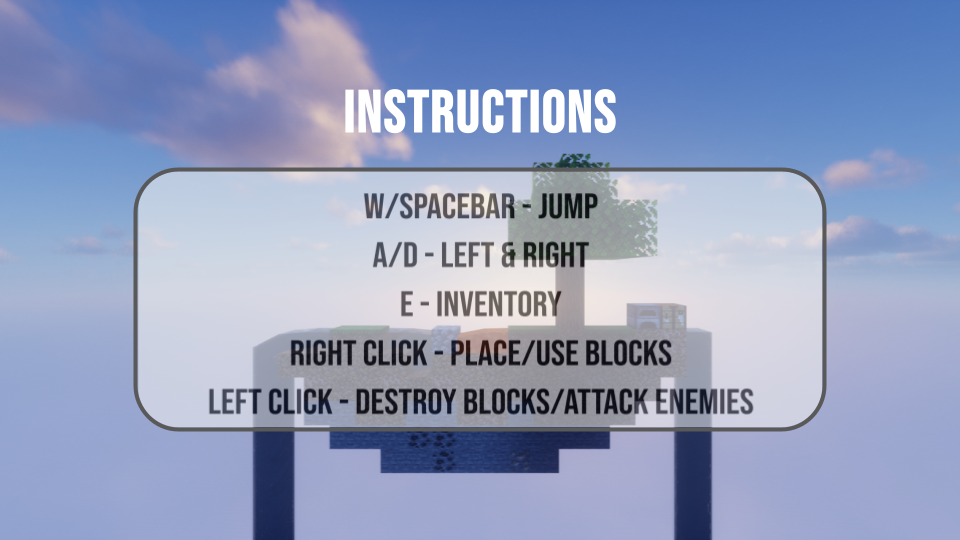 INSTRUCTIONS
W/SPACEBAR - JUMP
A/D - LEFT & RIGHT
E - INVENTORY
RIGHT CLICK - PLACE/USE BLOCKS
LEFT CLICK - DESTROY BLOCKS/ATTACK ENEMIES